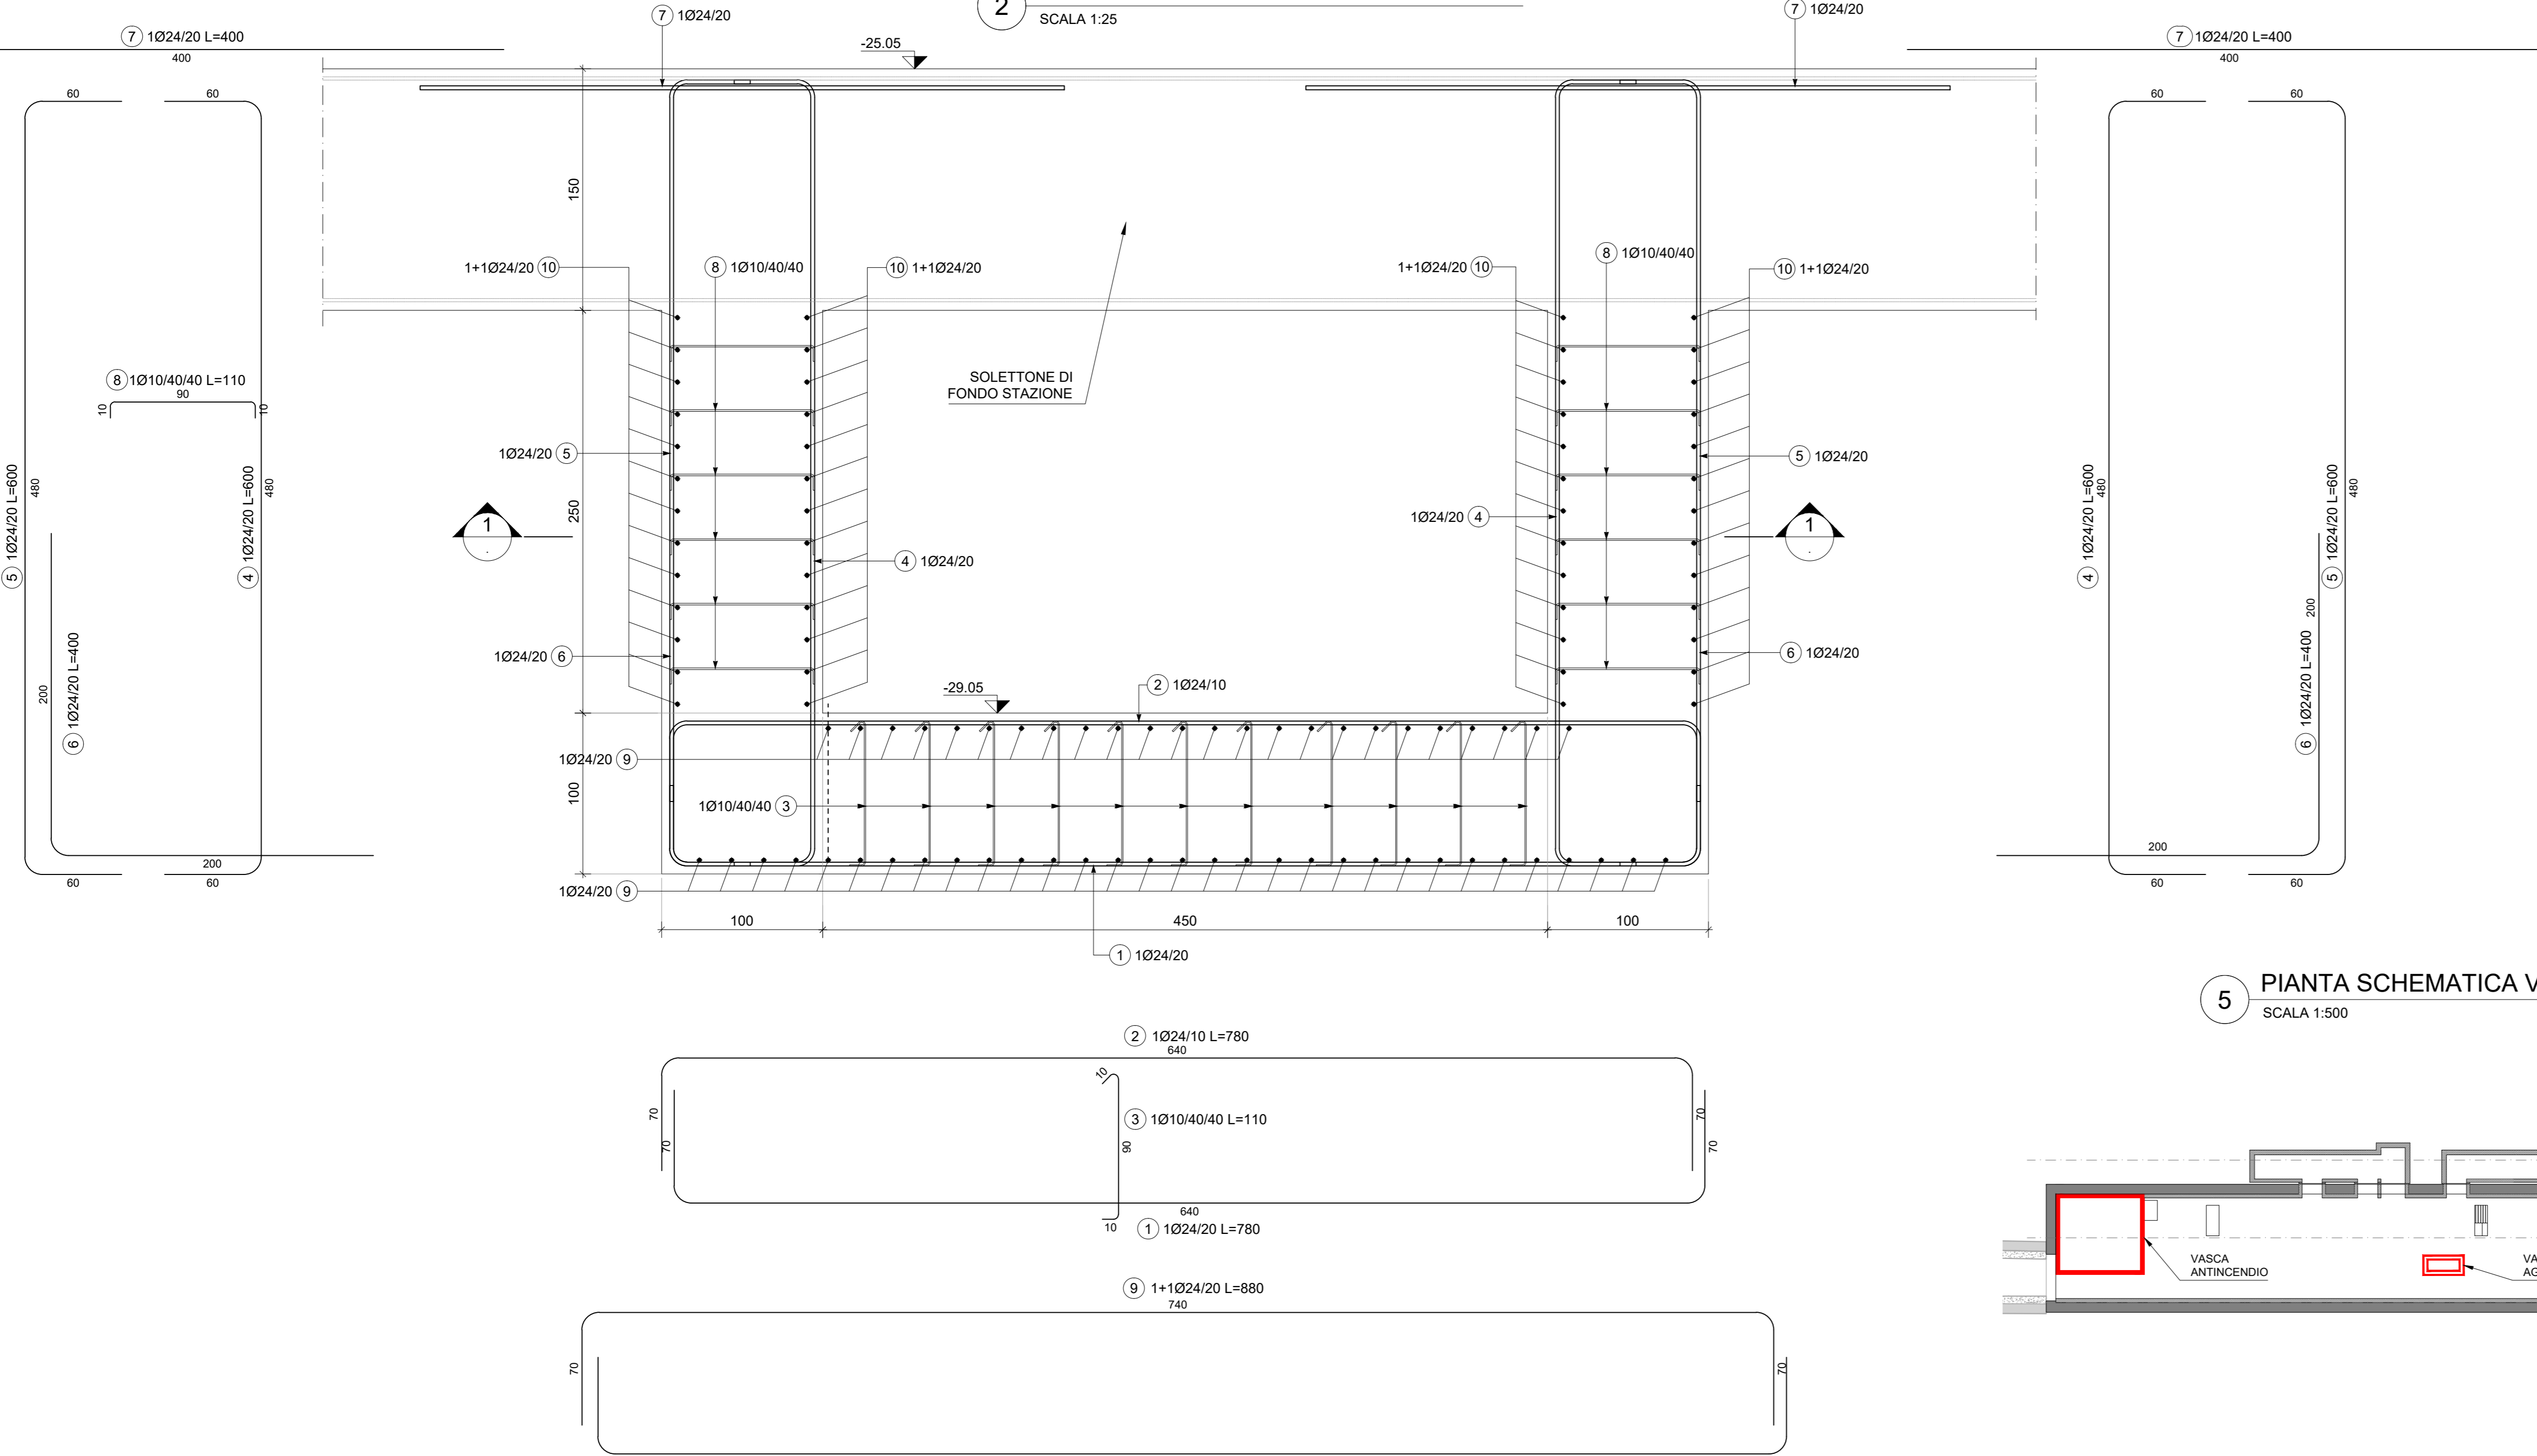 2
SCALA 1:25
7 1Ø24/20
7 1Ø24/20
7 1Ø24/20 L=400
400
7 1Ø24/20 L=400
400
-25.05
60
60
60
60
150
1+1Ø24/20 10
8 1Ø10/40/40
10 1+1Ø24/20
1+1Ø24/20 10
8 1Ø10/40/40
10 1+1Ø24/20
SOLETTONE DI
FONDO STAZIONE
8 1Ø10/40/40 L=110
90
10
10
5 1Ø24/20 L=600
480
4 1Ø24/20 L=600
480
1Ø24/20 5
5 1Ø24/20
4 1Ø24/20 L=600
480
5 1Ø24/20 L=600
480
250
1
.
1Ø24/20 4
1
.
4 1Ø24/20
6 1Ø24/20 L=400
200
1Ø24/20 6
6 1Ø24/20
6 1Ø24/20 L=400
200
-29.05
2 1Ø24/10
1Ø24/20 9
100
1Ø10/40/40 3
200
60
60
200
60
60
1Ø24/20 9
100
450
100
1 1Ø24/20
5
PIANTA SCHEMATICA V
SCALA 1:500
2 1Ø24/10 L=780
640
10
70
70
3 1Ø10/40/40 L=110
90
70
70
640
10
1 1Ø24/20 L=780
9 1+1Ø24/20 L=880
740
70
70
VASCA
ANTINCENDIO
VA
AG